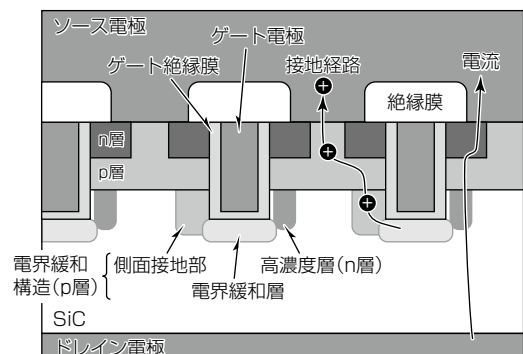 ソース電極
ゲート電極
ゲート絶縁膜
接地経路
電流
絶縁膜
n層
p層
電界緩和
構造(p層)
側面接地部
電界緩和層
高濃度層(n層)
SiC
ドレイン電極